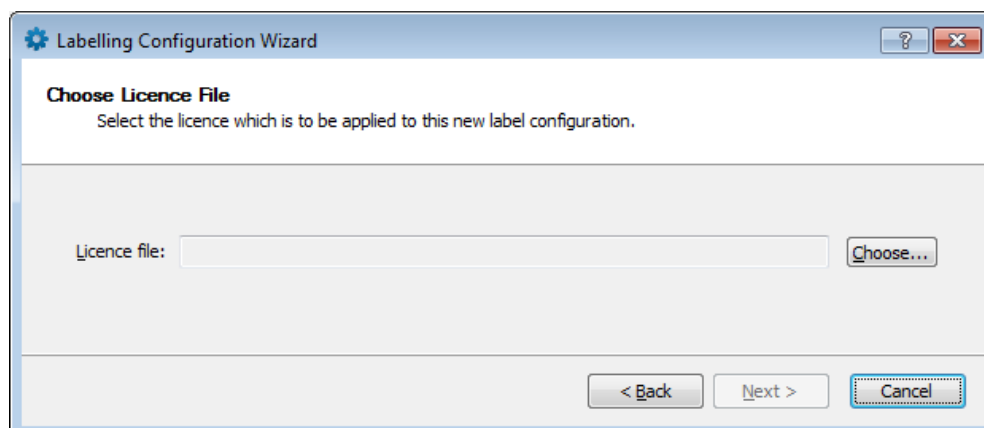 Labelling Configuration Wizard
?
Choose Licence File
Select the licence which is to be applied to this new label configuration.
Licence file:
Choose...
< Back
Next >
Cancel